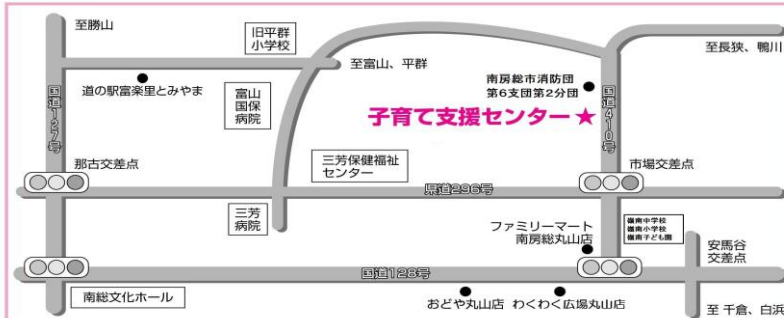 至勝山
旧平群
小学校
至富山、平群
至長狭、鴨川
道の駅富楽里とみやま
国道127号
富山
国保
病院
南房総市消防団
第6支団第2分団
国道410号
子育て支援センター★
那古交差点
三芳保健福祉
センター
市場交差点
県道296号
三芳
病院
ファミリーマート
南房総丸山店
嶺南中学校
嶺南小学校
嶺南子ども園
安馬谷
交差点
国道128号
南総文化ホール
おどや丸山店
わくわく広場丸山店
至 千倉、白浜